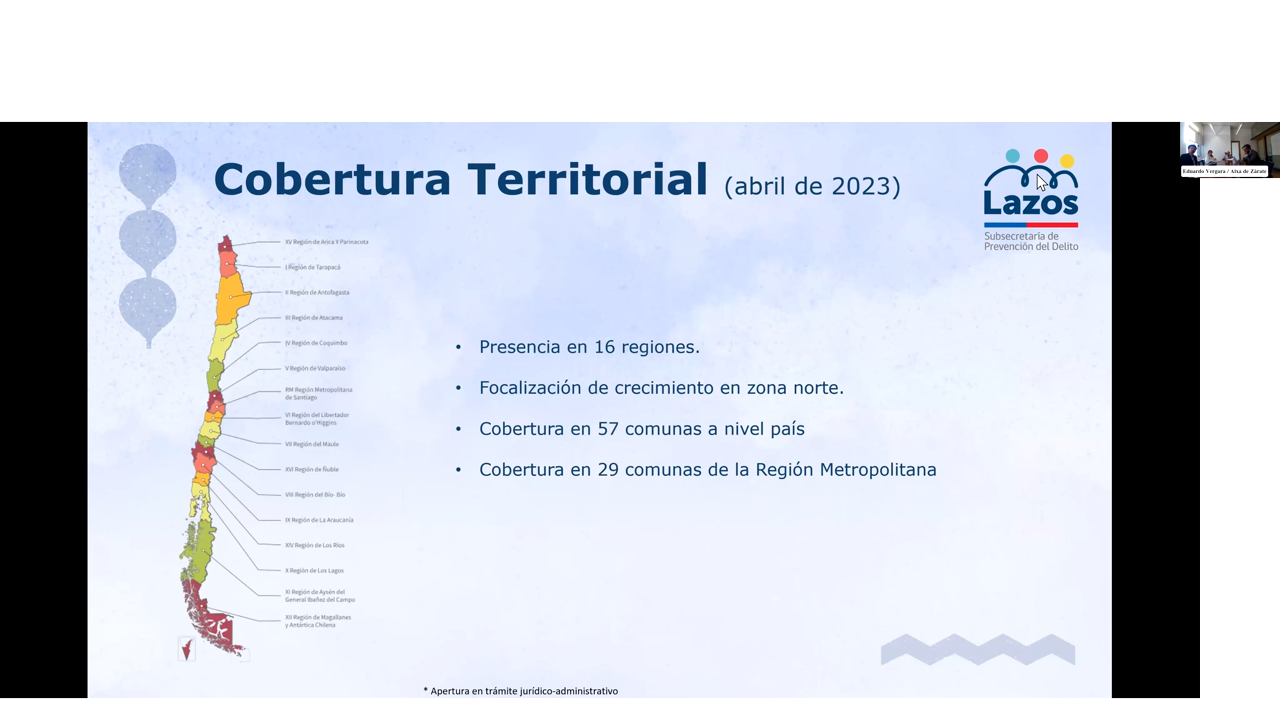 Cobertura Territorial (abril de 2023)
Lazos
Subsecretaría de
Prevención del Delito
Eduardo Vergara / Aixa de Zárate
XV Región de Arica Y Parinacota
I Región de Tarapacá
II Región de Antofagasta
III Región de Atacama
IV Región de Coquimbo
V Región de Valparaíso
RM Región Metropolitana
de Santiago
VI Región del Libertador
Bernardo o'Higgins
VII Región del Maule
XVI Región de Ñuble
VIII Región del Bío- Bío
IX Región de La Araucanía
XIV Región de Los Ríos
X Región de Los Lagos
XI Región de Aysén del
General Ibañez del Campo
XII Región de Magallanes
y Antártica Chilena
• Presencia en 16 regiones.
• Focalización de crecimiento en zona norte.
• Cobertura en 57 comunas a nivel país
• Cobertura en 29 comunas de la Región Metropolitana
* Apertura en trámite jurídico-administrativo